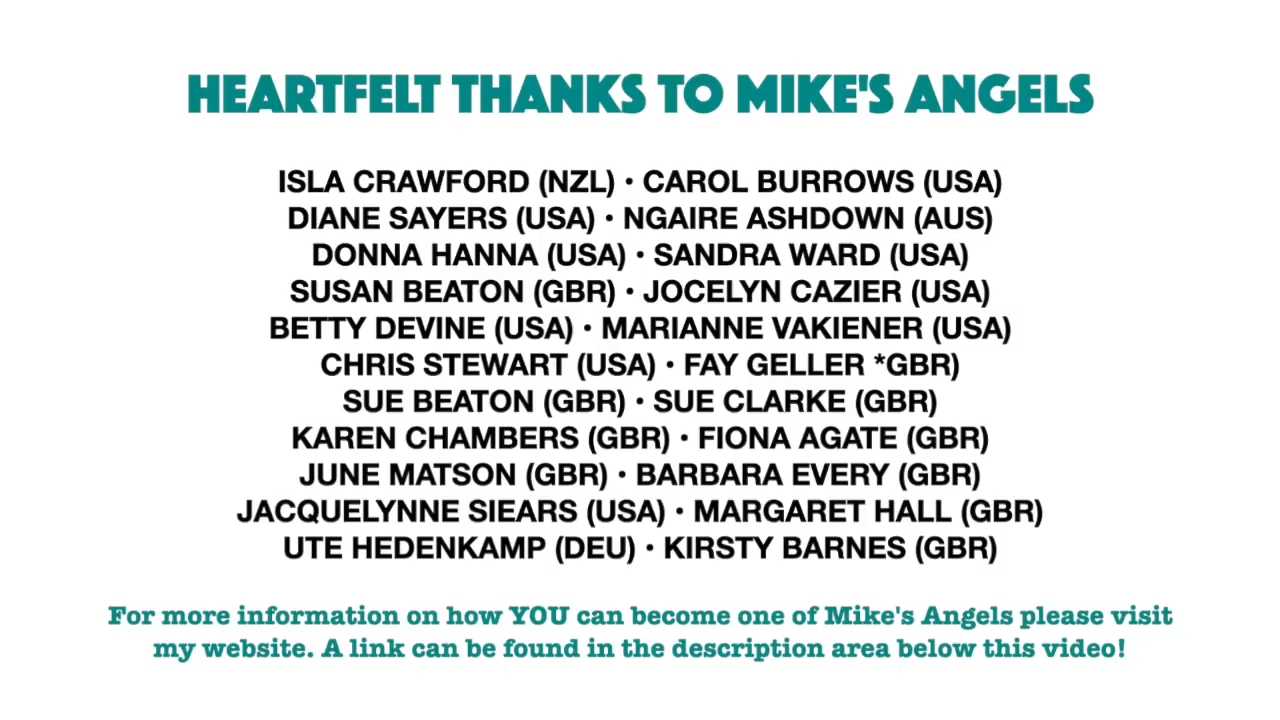 HEARTFELT THANKS TO MIKE'S ANGELS
ISLA CRAWFORD (NZL) • CAROL BURROWS (USA)
DIANE SAYERS (USA) • NGAIRE ASHDOWN (AUS)
DONNA HANNA (USA) • SANDRA WARD (USA)
SUSAN BEATON (GBR) • JOCELYN CAZIER (USA)
BETTY DEVINE (USA) • MARIANNE VAKIENER (USA)
CHRIS STEWART (USA) • FAY GELLER *GBR)
SUE BEATON (GBR) • SUE CLARKE (GBR)
KAREN CHAMBERS (GBR) • FIONA AGATE (GBR)
JUNE MATSON (GBR) • BARBARA EVERY (GBR)
JACQUELYNNE SIEARS (USA) • MARGARET HALL (GBR)
UTE HEDENKAMP (DEU) • KIRSTY BARNES (GBR)
For more information on how YOU can become one of Mike's Angels please visit
my website. A link can be found in the description area below this video!